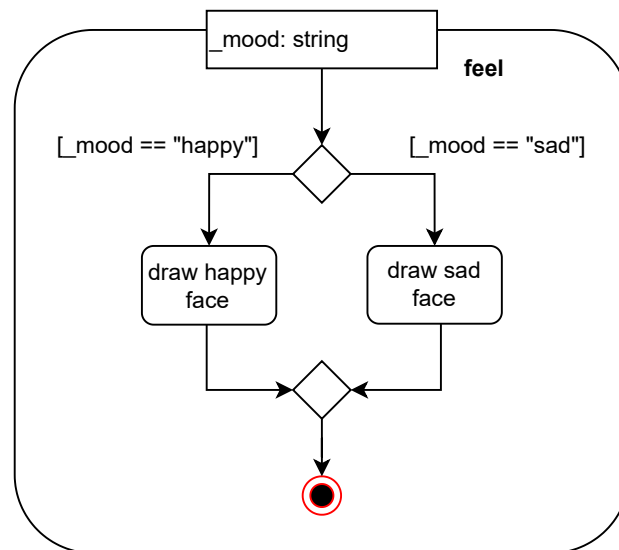 _mood: string
feel
[_mood == "happy"]
[_mood == "sad"]
draw happy
face
draw sad
face